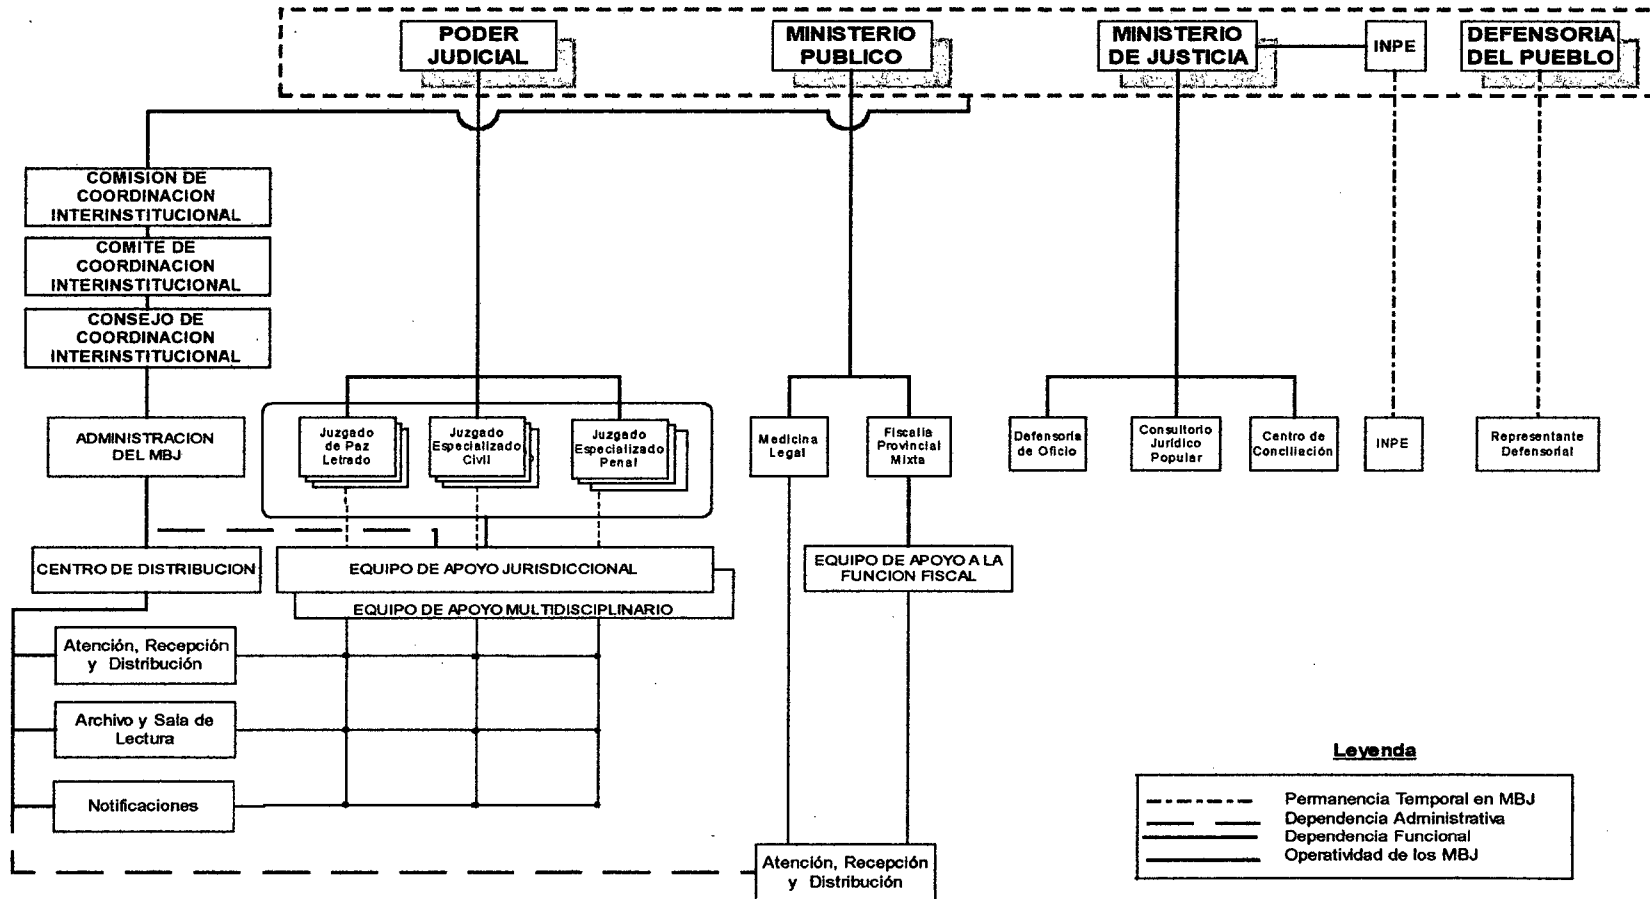 PODER
JUDICIAL
MINISTERIO
PUBLICO
MINISTERIO
DE JUSTICIA
INPE
DEFENSORIA
DEL PUEBLO
COMISION DE
COORDINACION
INTERINSTITUCIONAL
COMITE DE
COORDINACION
INTERINSTITUCIONAL
CONSEJO DE
COORDINACION
INTERINSTITUCIONAL
ADMINISTRACION
DEL MBJ
Juzgado
de Paz
Letrado
Juzgado
Especializado
Civil
Juzgado
Especializado
Penal
Medicina
Legal
Fiscalia
Provincial
Mixta
Defensoría
de Oficio
Consultorio
Jurídico
Popular
Centro de
Conciliación
INPE
Representante
Defensorial
CENTRO DE DISTRIBUCION
EQUIPO DE APOYO JURISDICCIONAL
EQUIPO DE APOYO MULTIDISCIPLINARIO
EQUIPO DE APOYO A LA
FUNCION FISCAL
Atención, Recepción
y Distribución
Archivo y Sala de
Lectura
Notificaciones
Atención, Recepción
y Distribución
Leyenda
Permanencia Temporal en MBJ
Dependencia Administrativa
Dependencia Funcional
Operatividad de los MBJ